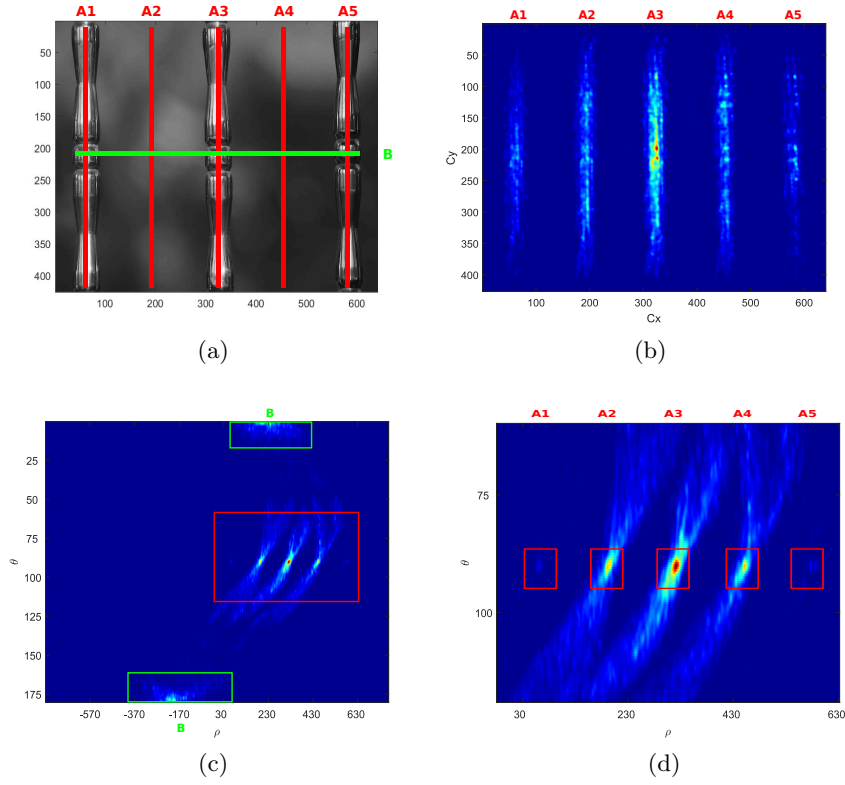 A1 A2 A3 A4 A5
50
100
150
200
250
300
350
400
B
100 200 300 400 500 600
(a)
A1 A2 A3 A4 A5
50
100
150
200
250
300
350
400
Cy
100 200 300 400 500 600
Cx
(b)
B
25
50
75
100
125
150
175
θ
-570 -370 -170 30 230 430 630
B
ρ
(c)
A1 A2 A3 A4 A5
75
100
θ
30 230 430 630
ρ
(d)